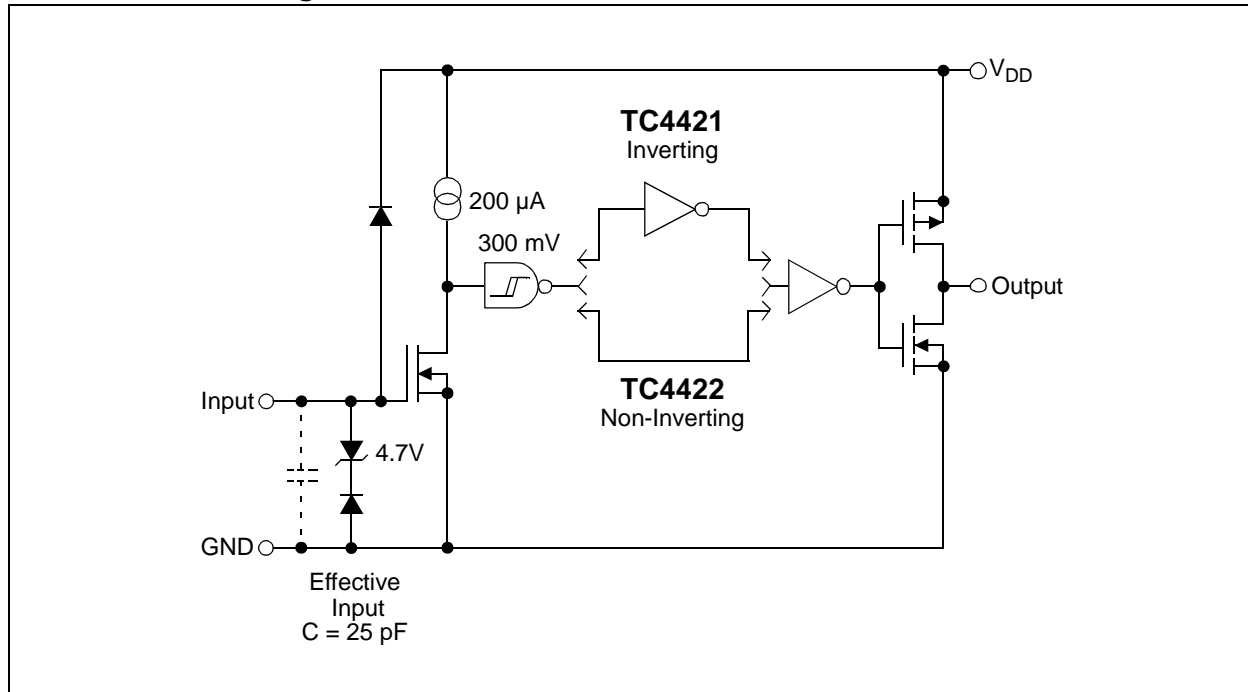 V_DD
TC4421
Inverting
200 µA
300 mV
Output
TC4422
Non-Inverting
Input
4.7V
GND
Effective
Input
C = 25 pF